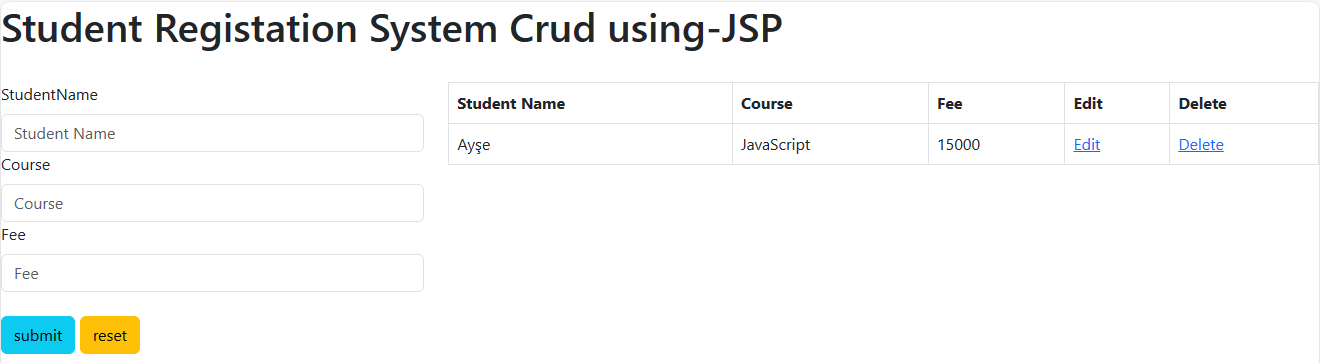 Student Registation System Crud using-JSP
StudentName
Student Name
Course
Course
Fee
Fee
submit reset
Student Name Course Fee Edit Delete
Ayşe JavaScript 15000 Edit Delete